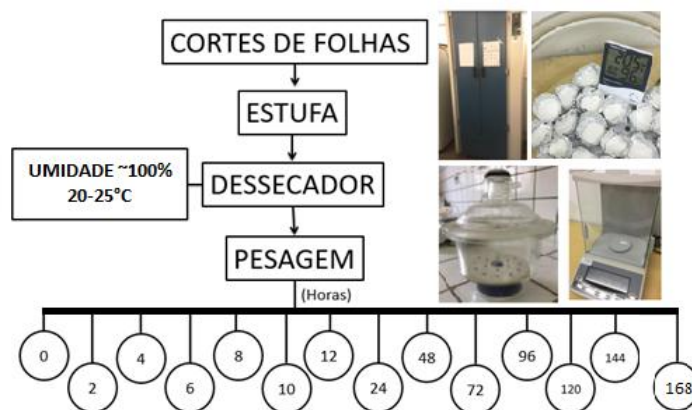 CORTES DE FOLHAS
ESTUFA
UMIDADE ~100%
20-25°C
DESSECADOR
PESAGEM
(Horas)
0
2
4
6
8
10
12
24
48
72
96
120
144
168